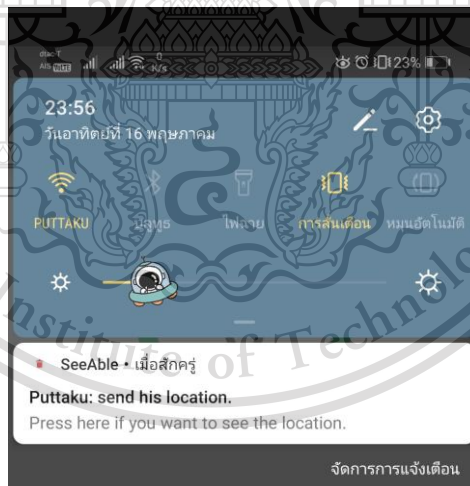 dtac-T
AIS VoLTE 0 K/s 23%
23:56
วันอาทิตย์ที่ 16 พฤษภาคม
PUTTAKU บลูทูธ ไฟฉาย การสั่นเตือน หมุนอัตโนมัติ
SeeAble • เมื่อสักครู่
Puttaku: send his location.
Press here if you want to see the location.
จัดการการแจ้งเตือน
Institute of Technol